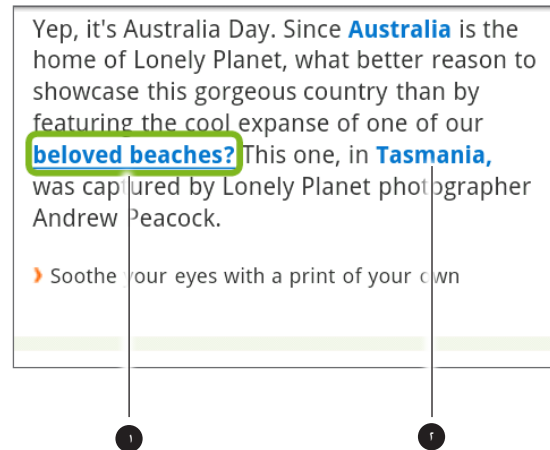 Yep, it's Australia Day. Since Australia is the
home of Lonely Planet, what better reason to
showcase this gorgeous country than by
featuring the cool expanse of one of our
beloved beaches? This one, in Tasmania,
was captured by Lonely Planet photographer
Andrew Peacock.
Soothe your eyes with a print of your own
١ ٢